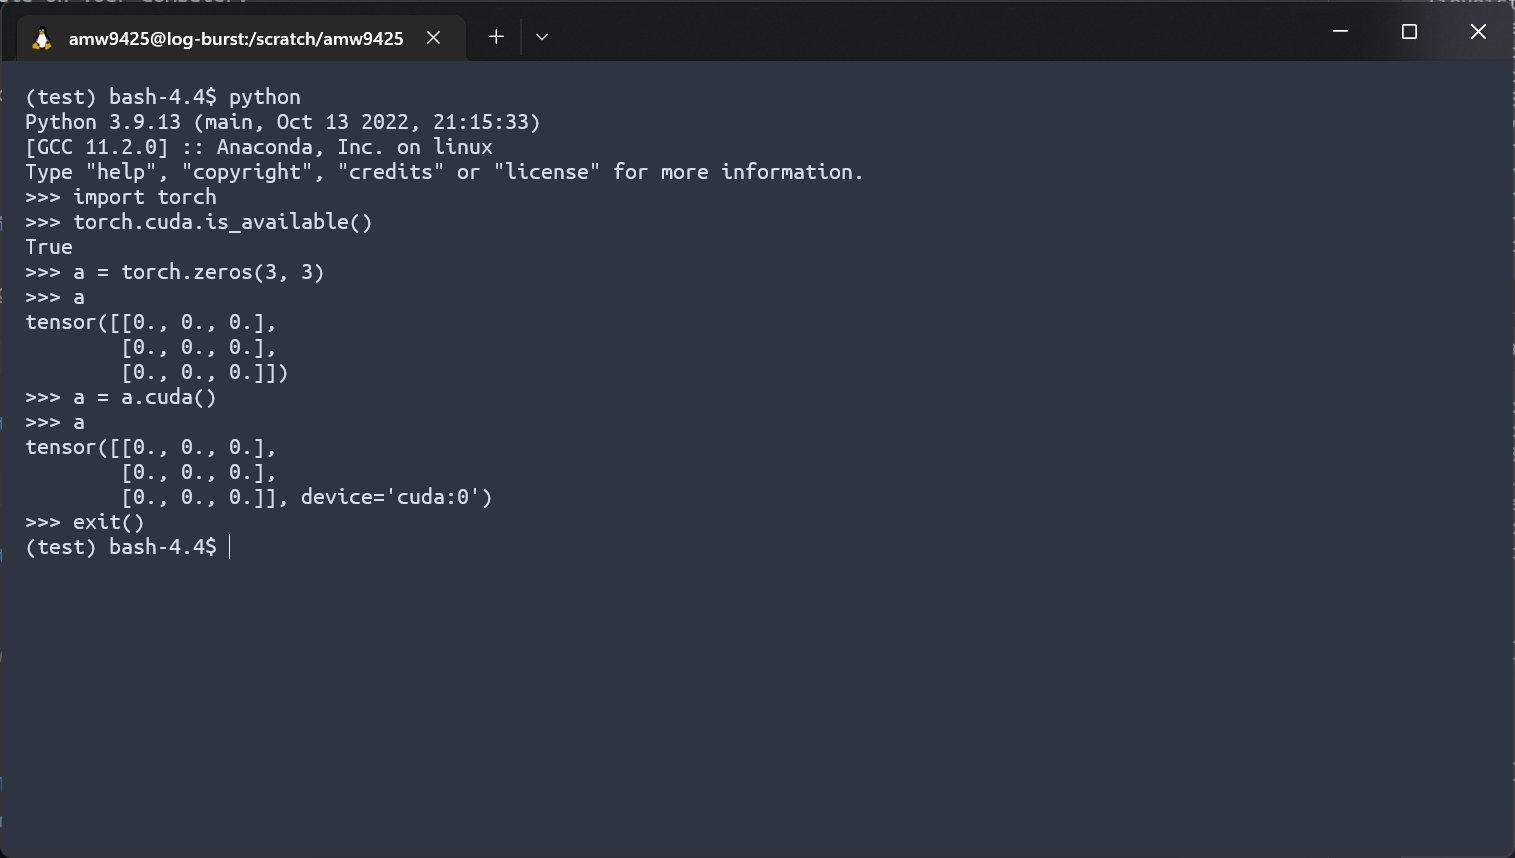 amw9425@log-burst:/scratch/amw9425
(test) bash-4.4$ python
Python 3.9.13 (main, Oct 13 2022, 21:15:33)
[GCC 11.2.0] :: Anaconda, Inc. on linux
Type "help", "copyright", "credits" or "license" for more information.
>>> import torch
>>> torch.cuda.is_available()
True
>>> a = torch.zeros(3, 3)
>>> a
tensor([[0., 0., 0.],
        [0., 0., 0.],
        [0., 0., 0.]])
>>> a = a.cuda()
>>> a
tensor([[0., 0., 0.],
        [0., 0., 0.],
        [0., 0., 0.]], device='cuda:0')
>>> exit()
(test) bash-4.4$